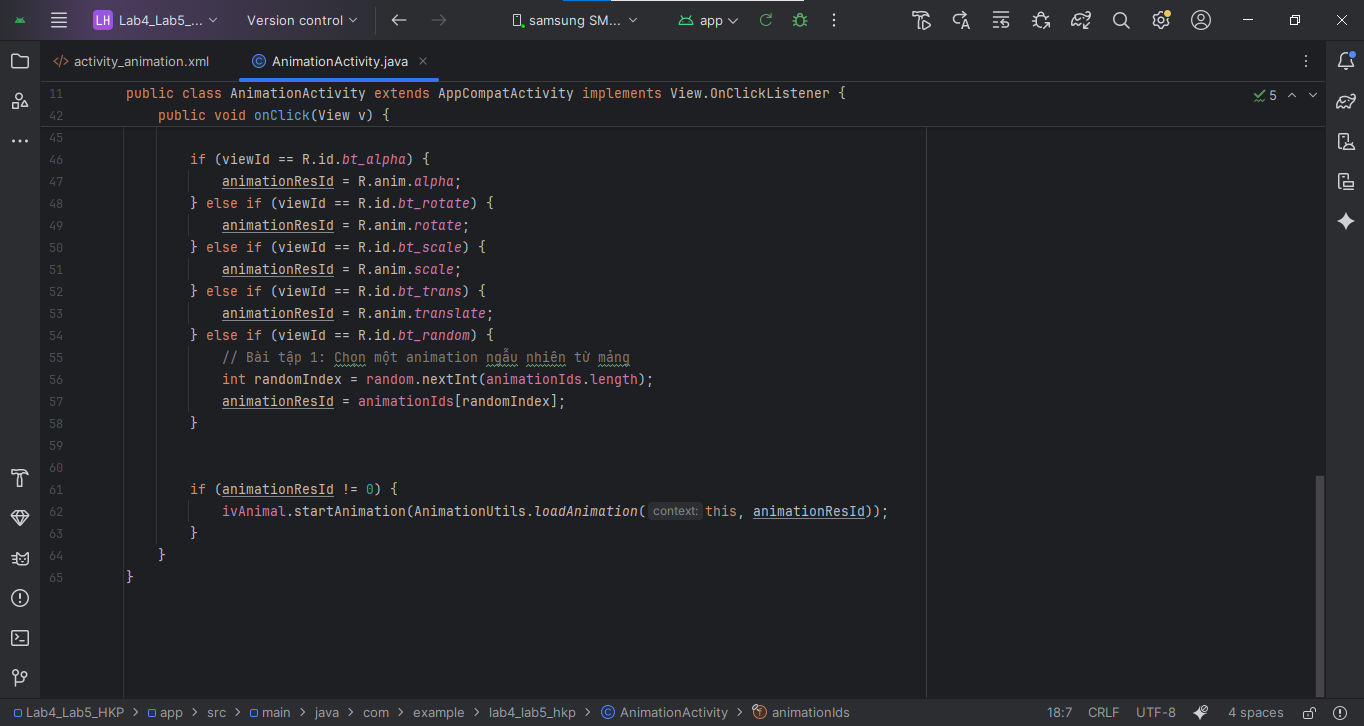 LH Lab4_Lab5_... Version control samsung SM... app
activity_animation.xml AnimationActivity.java
11 public class AnimationActivity extends AppCompatActivity implements View.OnClickListener { 5
42 public void onClick(View v) {
45
46 if (viewId == R.id.bt_alpha) {
47 animationResId = R.anim.alpha;
48 } else if (viewId == R.id.bt_rotate) {
49 animationResId = R.anim.rotate;
50 } else if (viewId == R.id.bt_scale) {
51 animationResId = R.anim.scale;
52 } else if (viewId == R.id.bt_trans) {
53 animationResId = R.anim.translate;
54 } else if (viewId == R.id.bt_random) {
55 // Bài tập 1: Chọn một animation ngẫu nhiên từ mảng
56 int randomIndex = random.nextInt(animationIds.length);
57 animationResId = animationIds[randomIndex];
58 }
59
60
61 if (animationResId != 0) {
62 ivAnimal.startAnimation(AnimationUtils.loadAnimation( context: this, animationResId));
63 }
64 }
65 }
Lab4_Lab5_HKP > app > src > main > java > com > example > lab4_lab5_hkp > AnimationActivity > animationIds 18:7 CRLF UTF-8 4 spaces